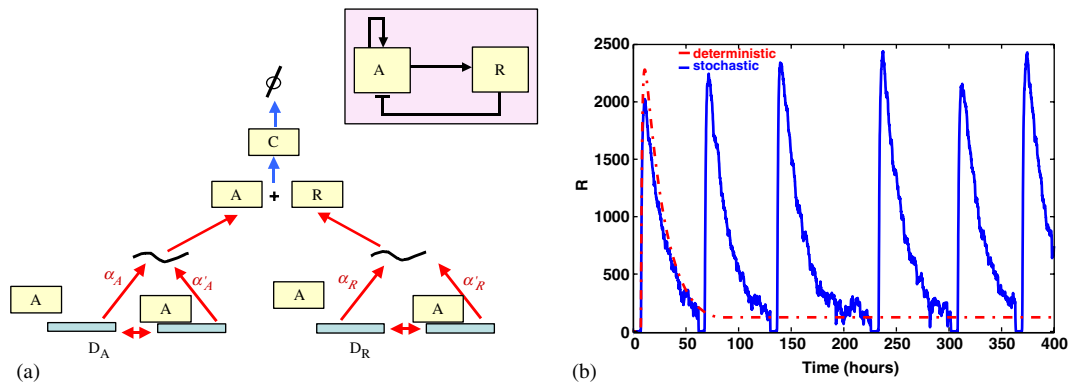 A
R
C
A
+
R
α_A
α'_A
α_R
α'_R
A
A
A
A
D_A
D_R
(a)
deterministic
stochastic
2500
2000
1500
1000
500
0
R
0
50
100
150
200
250
300
350
400
Time (hours)
(b)